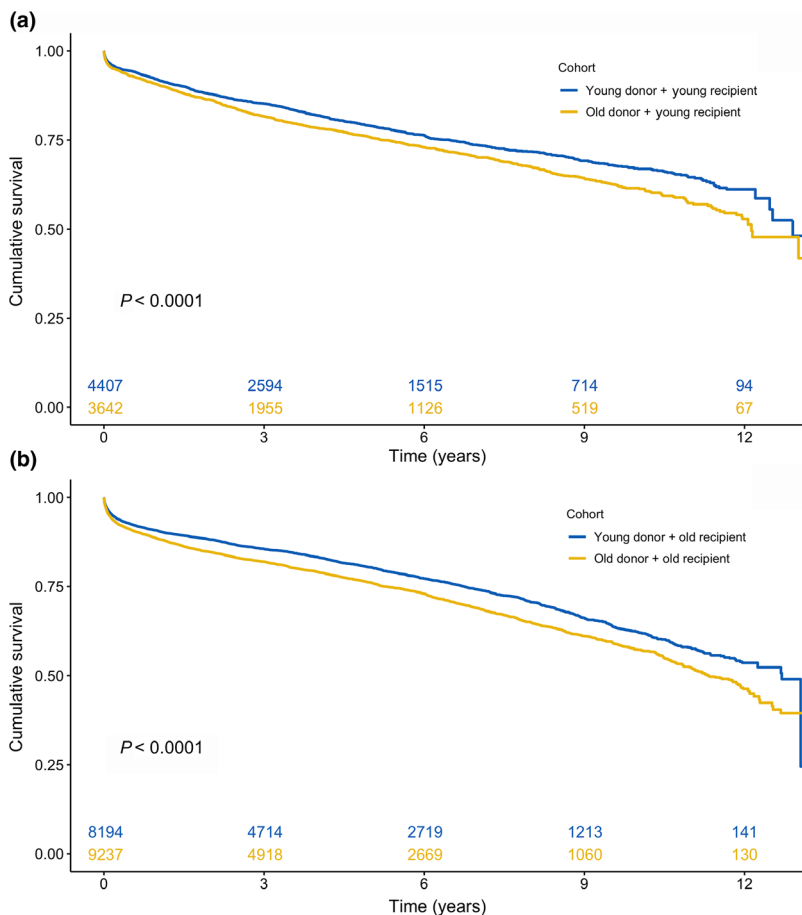 (a)
1.00
0.75
0.50
0.25
0.00
Cumulative survival
Cohort
Young donor + young recipient
Old donor + young recipient
P < 0.0001
4407 2594 1515 714 94
3642 1955 1126 519 67
0 3 6 9 12
Time (years)
(b)
1.00
0.75
0.50
0.25
0.00
Cumulative survival
Cohort
Young donor + old recipient
Old donor + old recipient
P < 0.0001
8194 4714 2719 1213 141
9237 4918 2669 1060 130
0 3 6 9 12
Time (years)